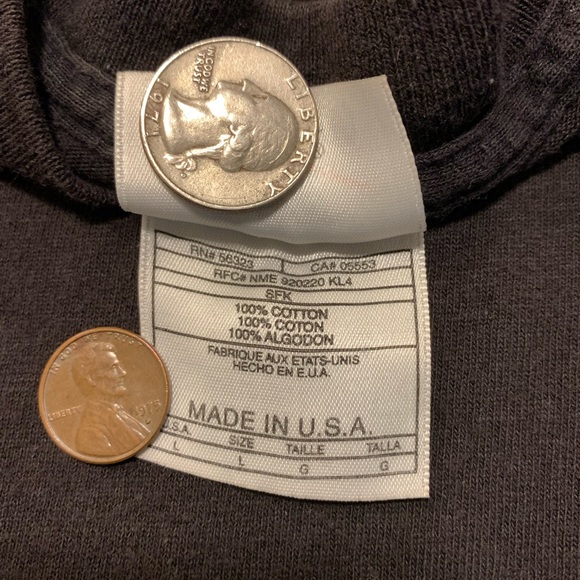 LIBERTY
IN GOD WE
TRUST
1971
RN# 56323 CA# 05553
RFC# NME 920220 KL4
SFK
100% COTTON
100% COTON
100% ALGODON
FABRIQUE AUX ETATS-UNIS
HECHO EN E.U.A.
MADE IN U.S.A.
U.S.A. SIZE TAILLE TALLA
L L G G
IN GOD WE TRUST
LIBERTY
1975